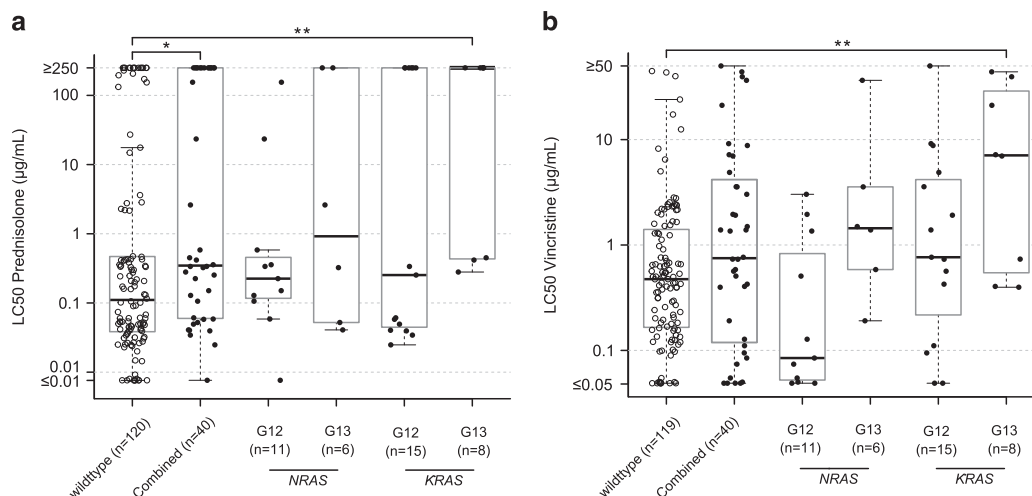 a
**
*
LC50 Prednisolone (µg/mL)
≥250
100
10
1
0.1
0.01
≤0.01
wildttype (n=120)
Combined (n=40)
G12
(n=11)
G13
(n=6)
G12
(n=15)
G13
(n=8)
NRAS
KRAS
b
**
LC50 Vincristine (µg/mL)
≥50
10
1
0.1
≤0.05
wildttype (n=119)
Combined (n=40)
G12
(n=11)
G13
(n=6)
G12
(n=15)
G13
(n=8)
NRAS
KRAS